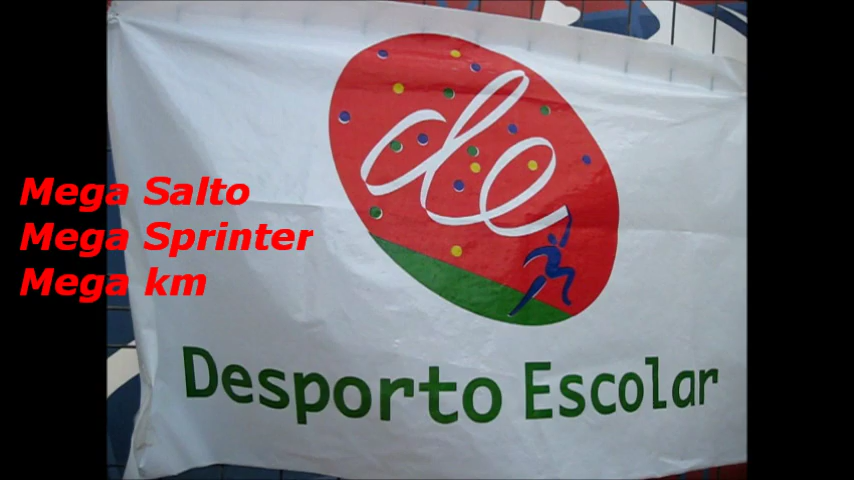 de
Mega Salto
Mega Sprinter
Mega km
Desporto Escolar